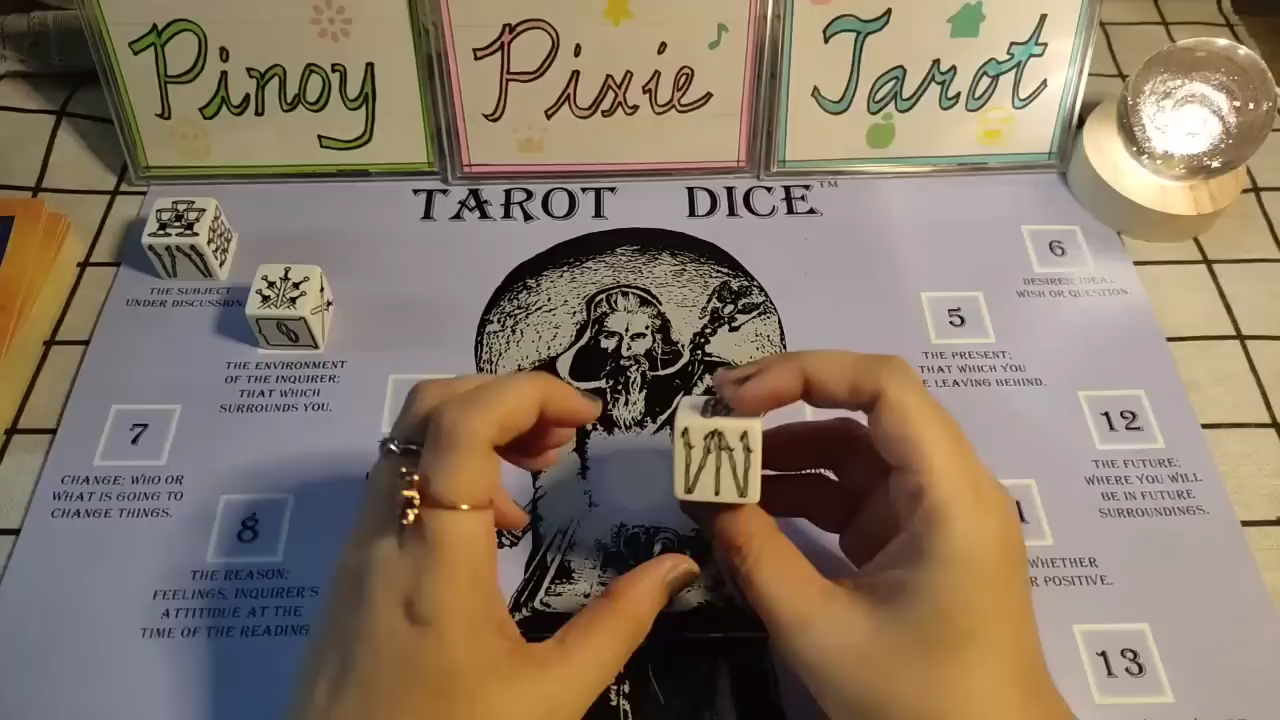 Pinoy
Pixie
Tarot
TAROT DICE™
THE SUBJECT
UNDER DISCUSSION
THE ENVIRONMENT
OF THE INQUIRER;
THAT WHICH
SURROUNDS YOU.
6
DESIRES; IDEAL
WISH OR QUESTION.
5
THE PRESENT;
THAT WHICH YOU
LEAVING BEHIND.
7
CHANGE; WHO OR
WHAT IS GOING TO
CHANGE THINGS.
12
THE FUTURE;
WHERE YOU WILL
BE IN FUTURE
SURROUNDINGS.
8
THE REASON;
FEELINGS, INQUIRER'S
ATTITIDUE AT THE
TIME OF THE READING
WHETHER
POSITIVE.
13
0